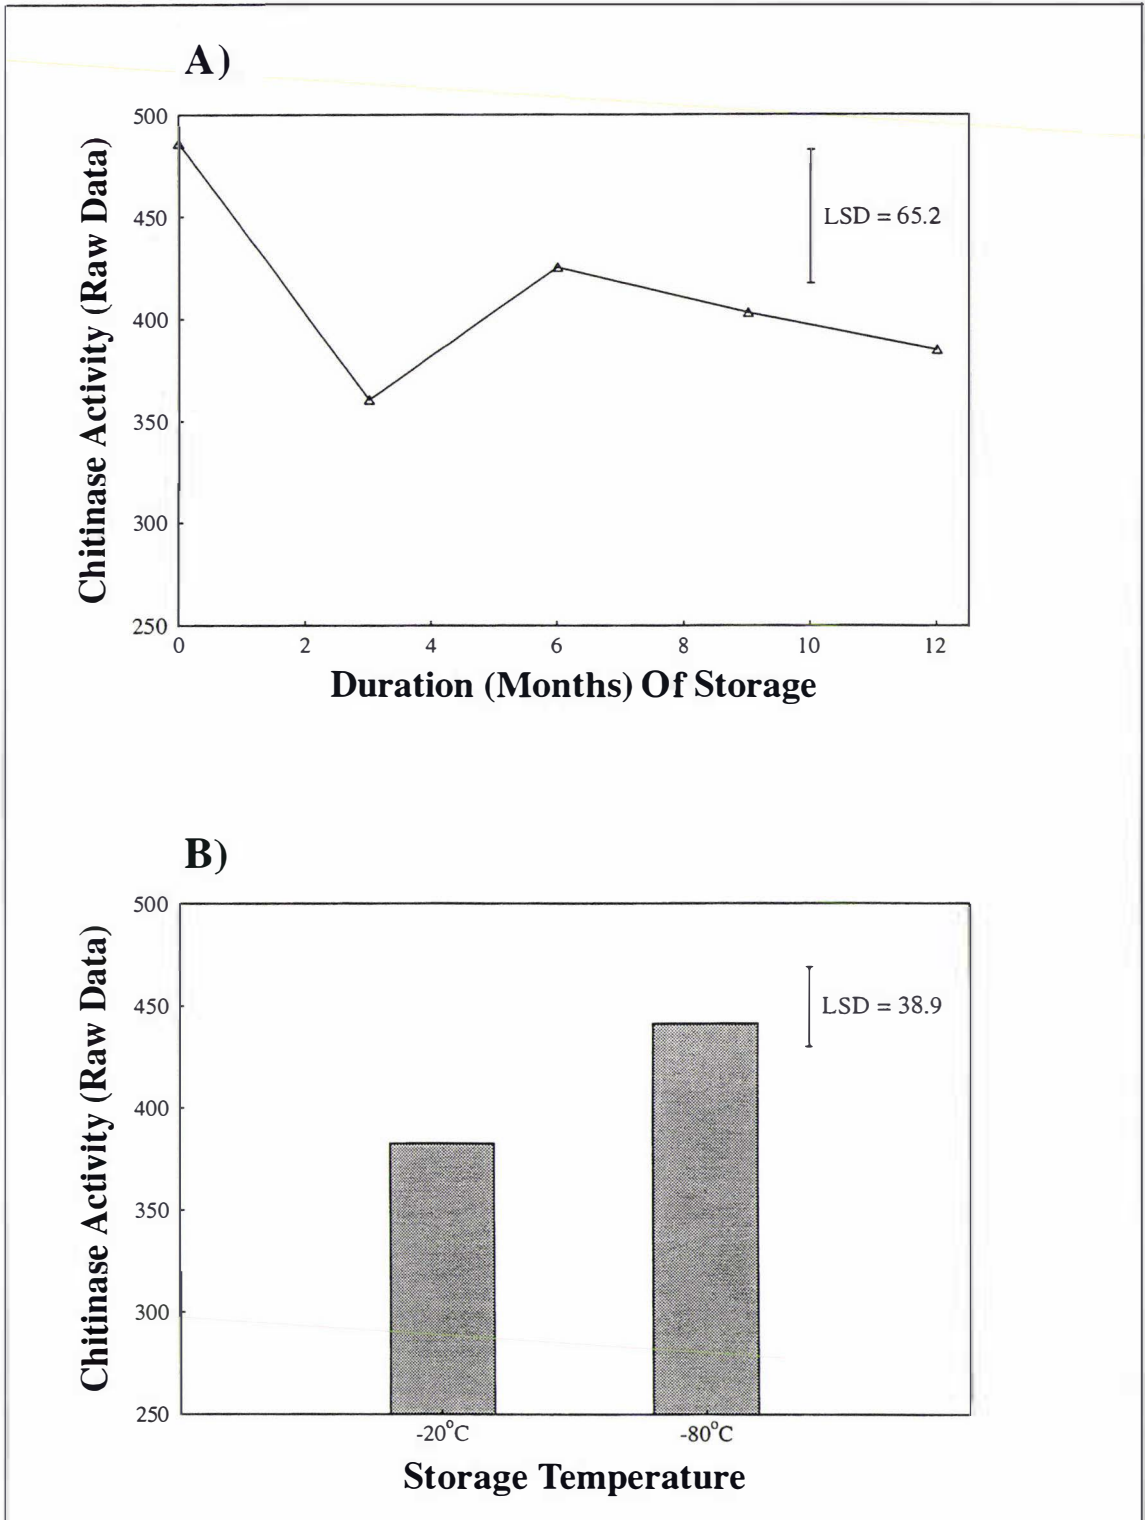 A)
Chitinase Activity (Raw Data)
500
450
400
350
300
250
LSD = 65.2
0 2 4 6 8 10 12
Duration (Months) Of Storage
B)
Chitinase Activity (Raw Data)
500
450
400
350
300
250
LSD = 38.9
-20°C -80°C
Storage Temperature